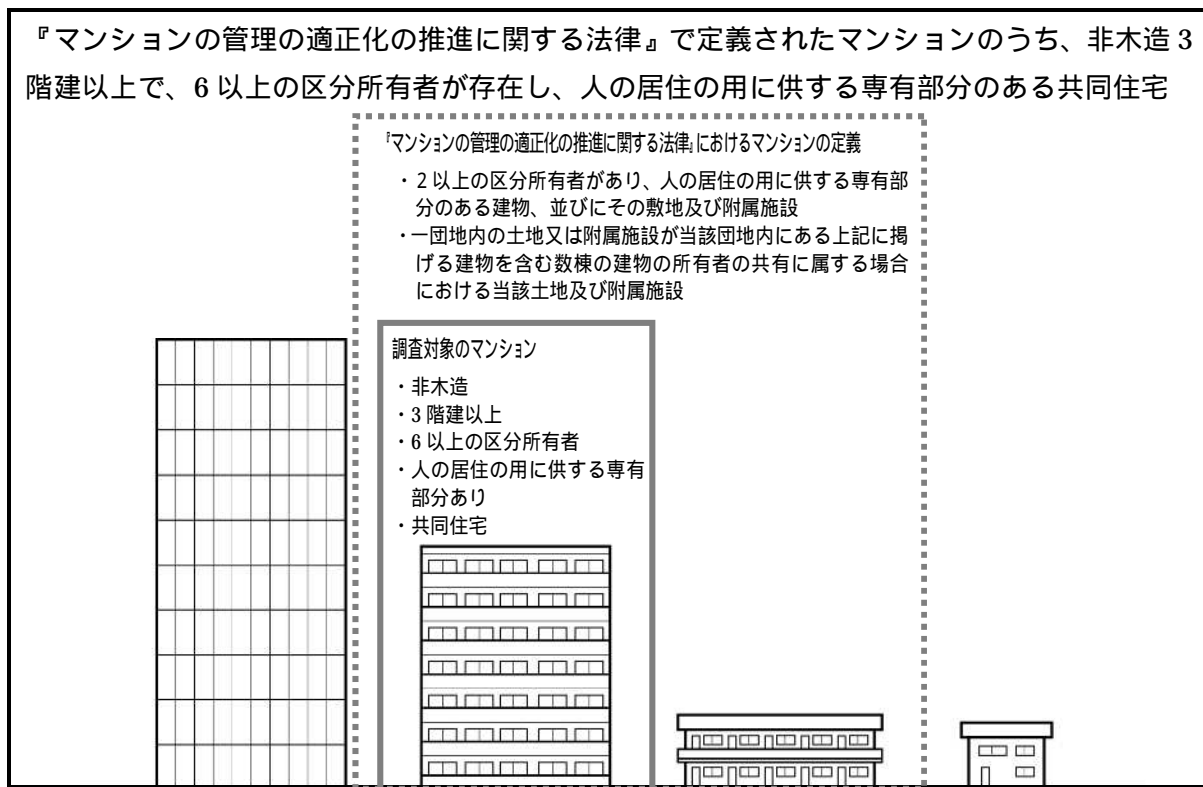 『マンションの管理の適正化の推進に関する法律』で定義されたマンションのうち、非木造3
階建以上で、6以上の区分所有者が存在し、人の居住の用に供する専有部分のある共同住宅
『マンションの管理の適正化の推進に関する法律』におけるマンションの定義
・2以上の区分所有者があり、人の居住の用に供する専有部
分のある建物、並びにその敷地及び附属施設
・一団地内の土地又は附属施設が当該団地内にある上記に掲
げる建物を含む数棟の建物の所有者の共有に属する場合
における当該土地及び附属施設
調査対象のマンション
・非木造
・3階建以上
・6以上の区分所有者
・人の居住の用に供する専有
部分あり
・共同住宅